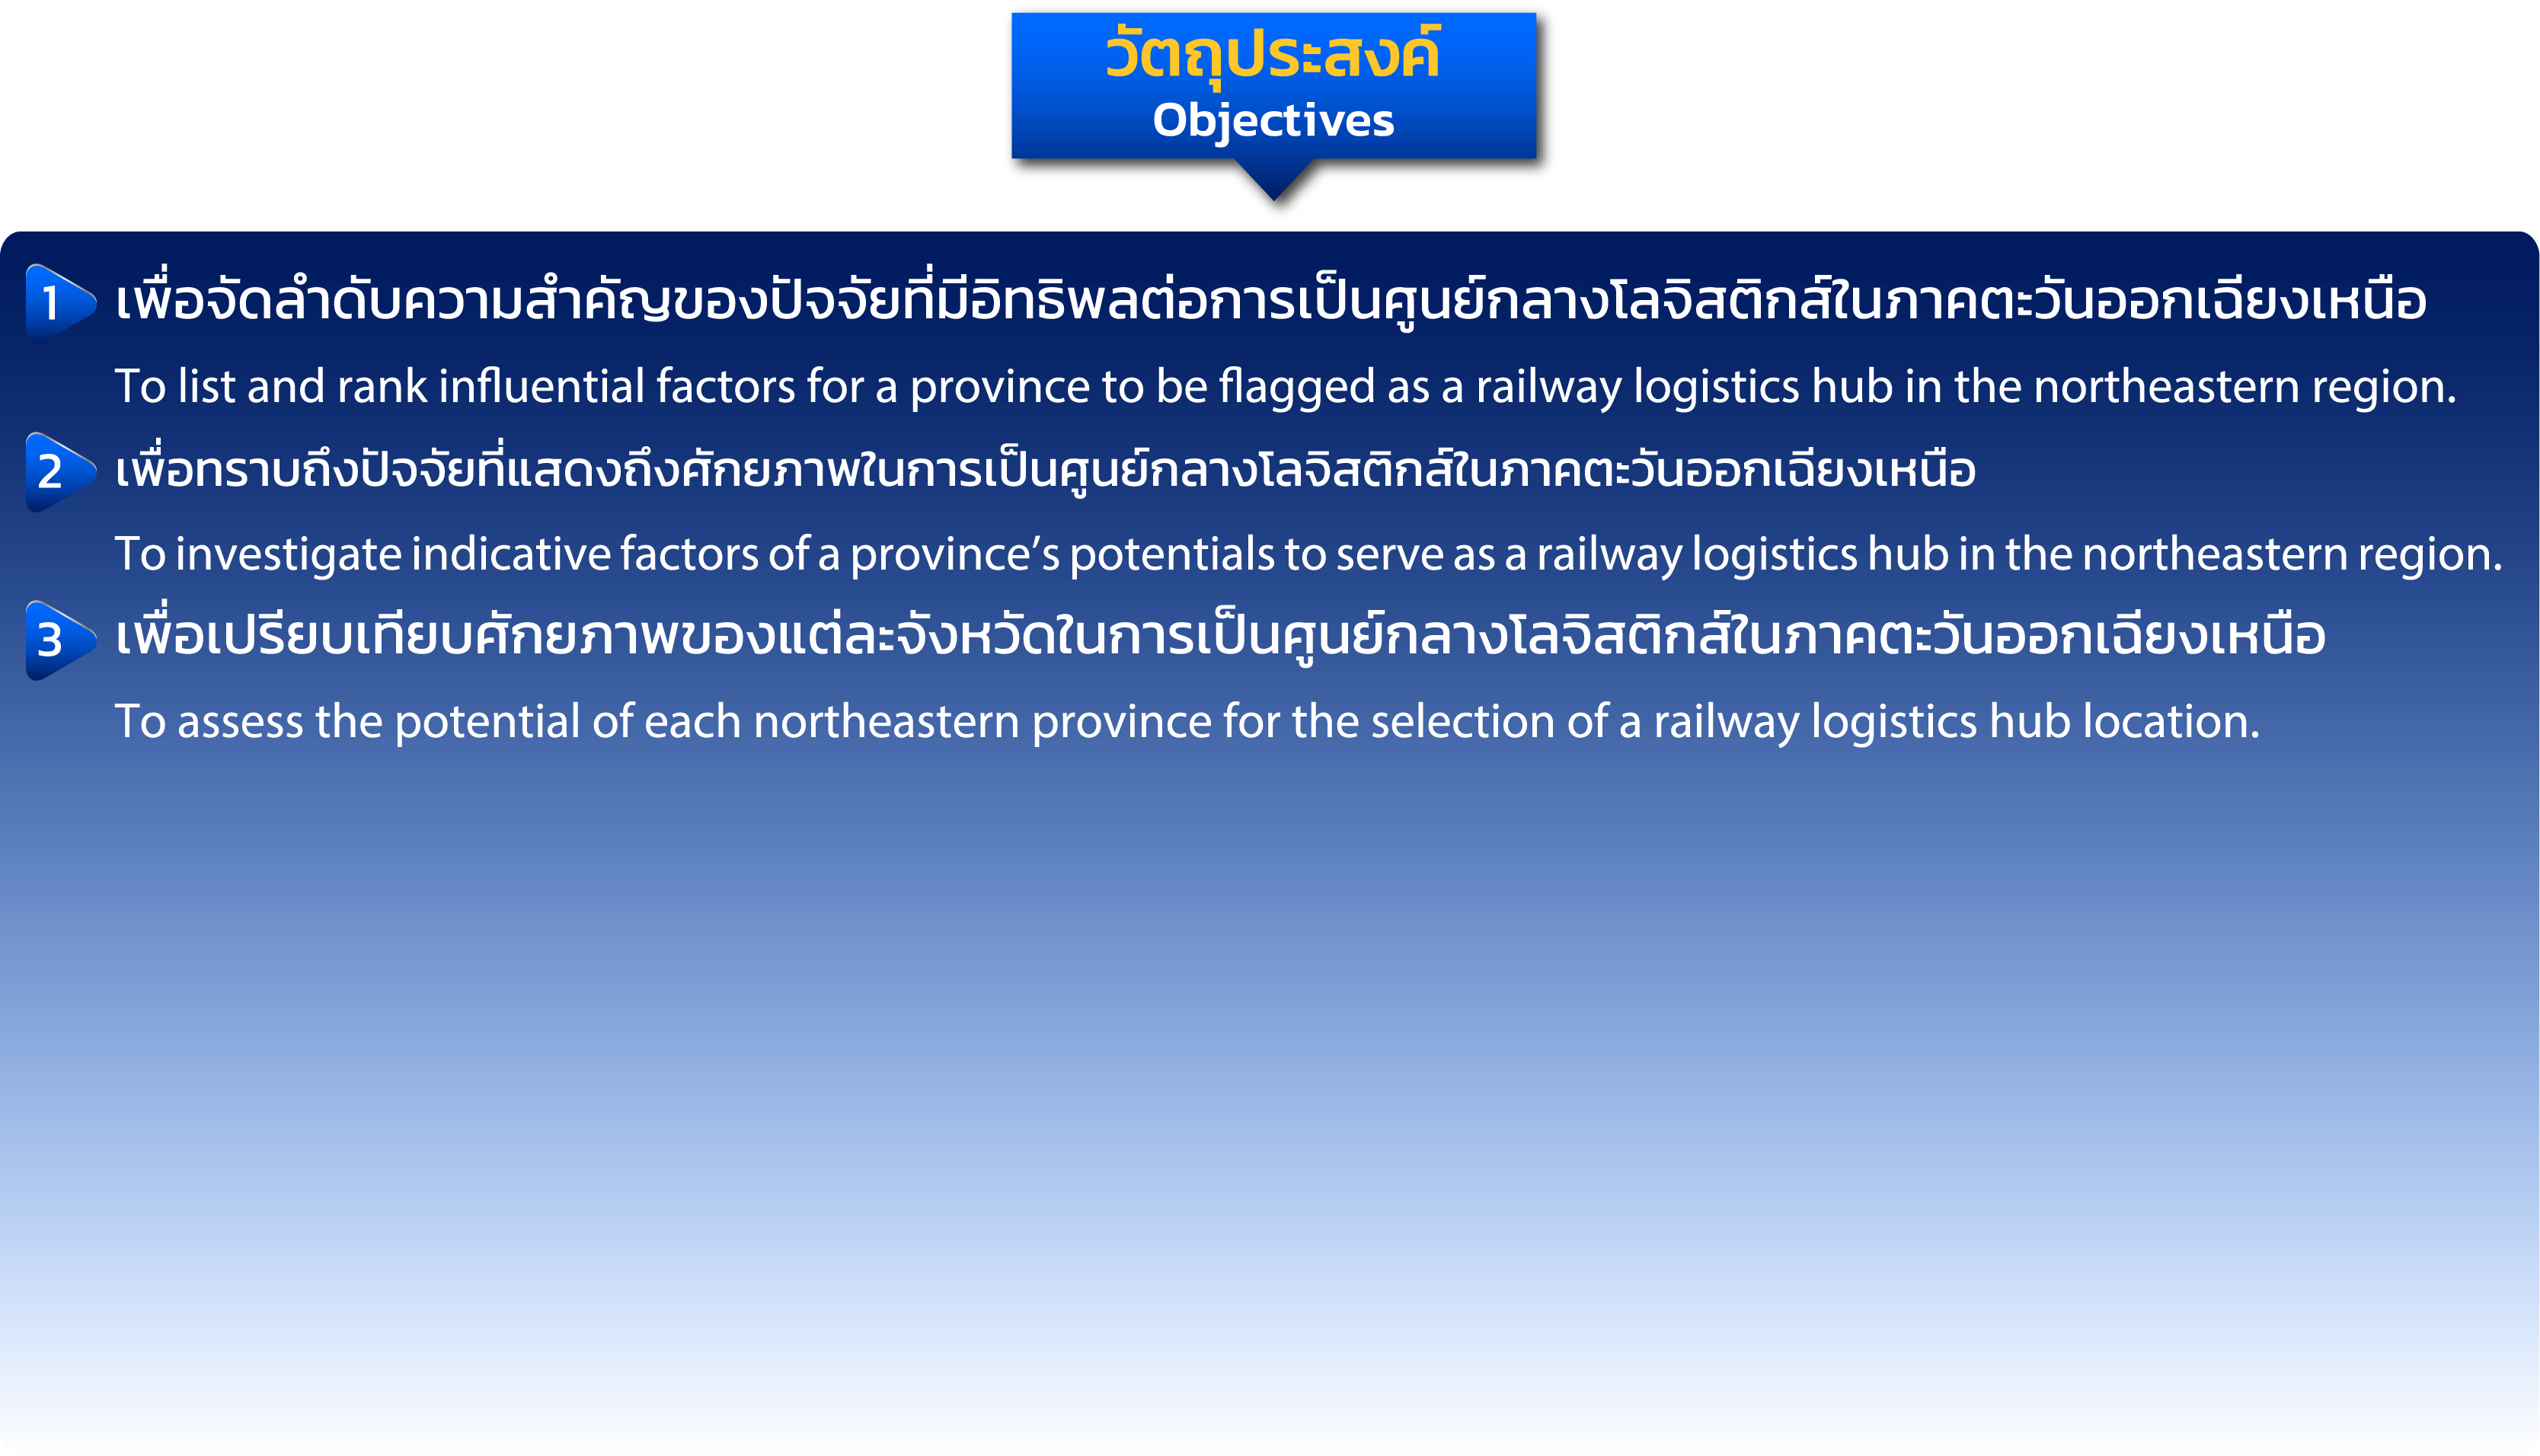 วัตถุประสงค์
Objectives
1 เพื่อจัดลำดับความสำคัญของปัจจัยที่มีอิทธิพลต่อการเป็นศูนย์กลางโลจิสติกส์ในภาคตะวันออกเฉียงเหนือ
To list and rank influential factors for a province to be flagged as a railway logistics hub in the northeastern region.
2 เพื่อทราบถึงปัจจัยที่แสดงถึงศักยภาพในการเป็นศูนย์กลางโลจิสติกส์ในภาคตะวันออกเฉียงเหนือ
To investigate indicative factors of a province’s potentials to serve as a railway logistics hub in the northeastern region.
3 เพื่อเปรียบเทียบศักยภาพของแต่ละจังหวัดในการเป็นศูนย์กลางโลจิสติกส์ในภาคตะวันออกเฉียงเหนือ
To assess the potential of each northeastern province for the selection of a railway logistics hub location.